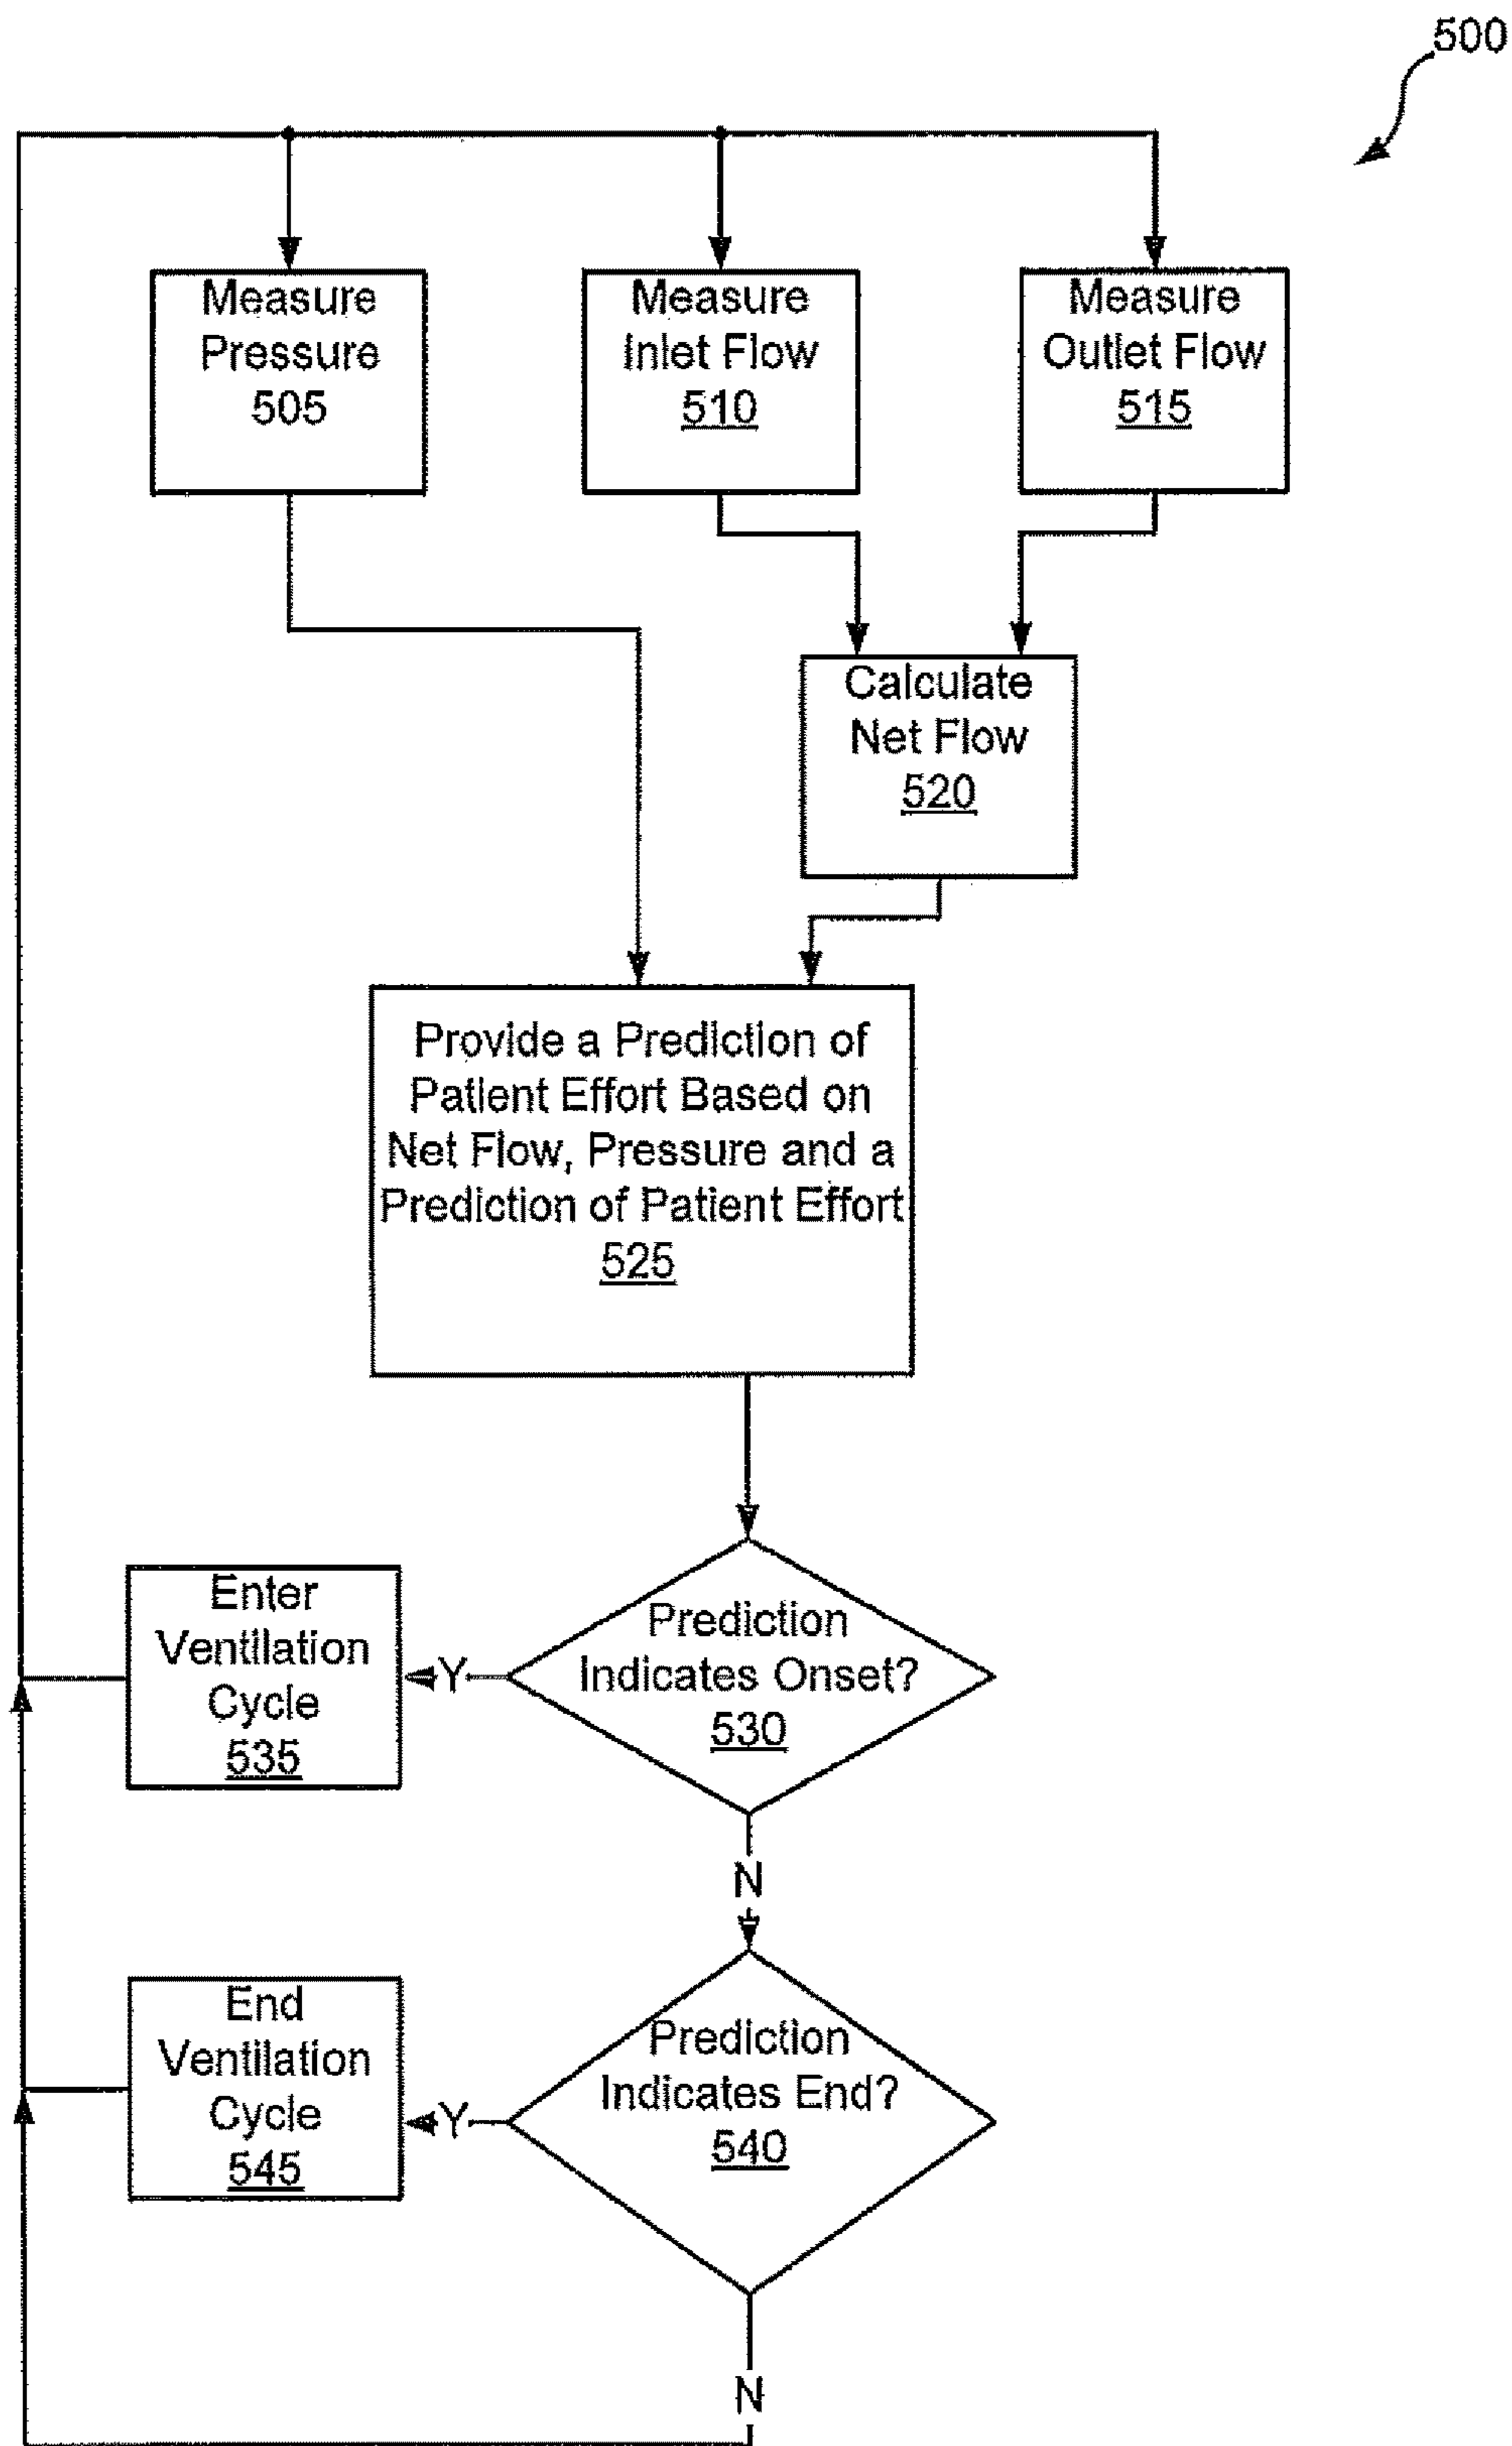 500
Measure
Pressure
505
Measure
Inlet Flow
510
Measure
Outlet Flow
515
Calculate
Net Flow
520
Provide a Prediction of
Patient Effort Based on
Net Flow, Pressure and a
Prediction of Patient Effort
525
Prediction
Indicates Onset?
530
Y
Enter
Ventilation
Cycle
535
N
Prediction
Indicates End?
540
Y
End
Ventilation
Cycle
545
N